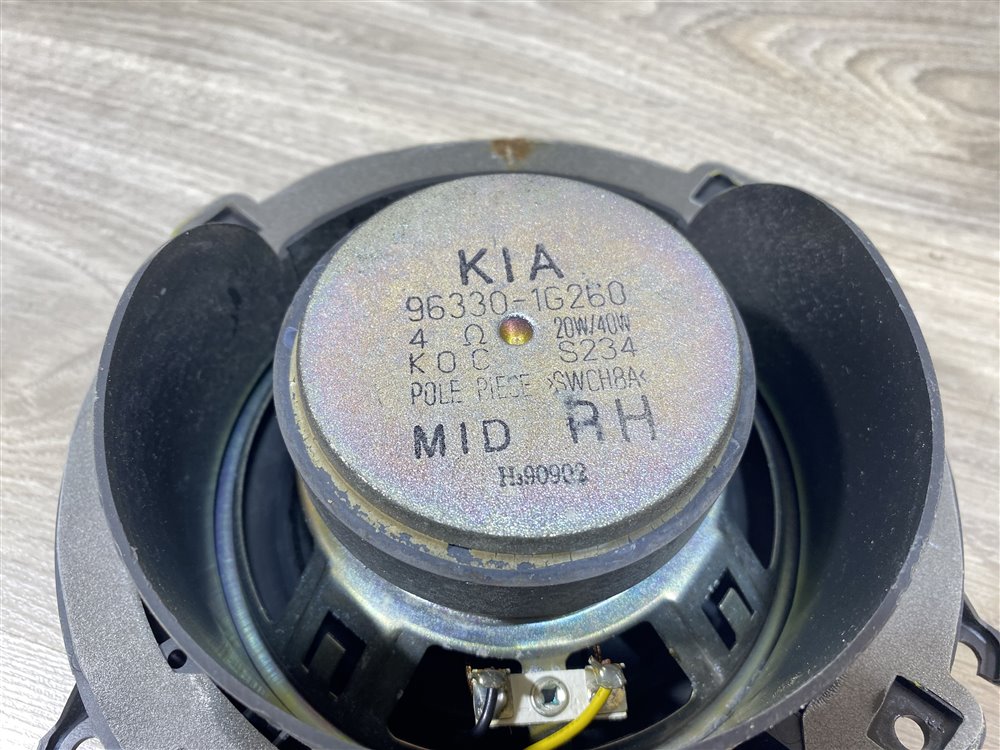 KIA
96330-1G260
4 Ω 20W/40W
KOC S234
POLE PIECE >SWCH8A<
MID RH
H390902